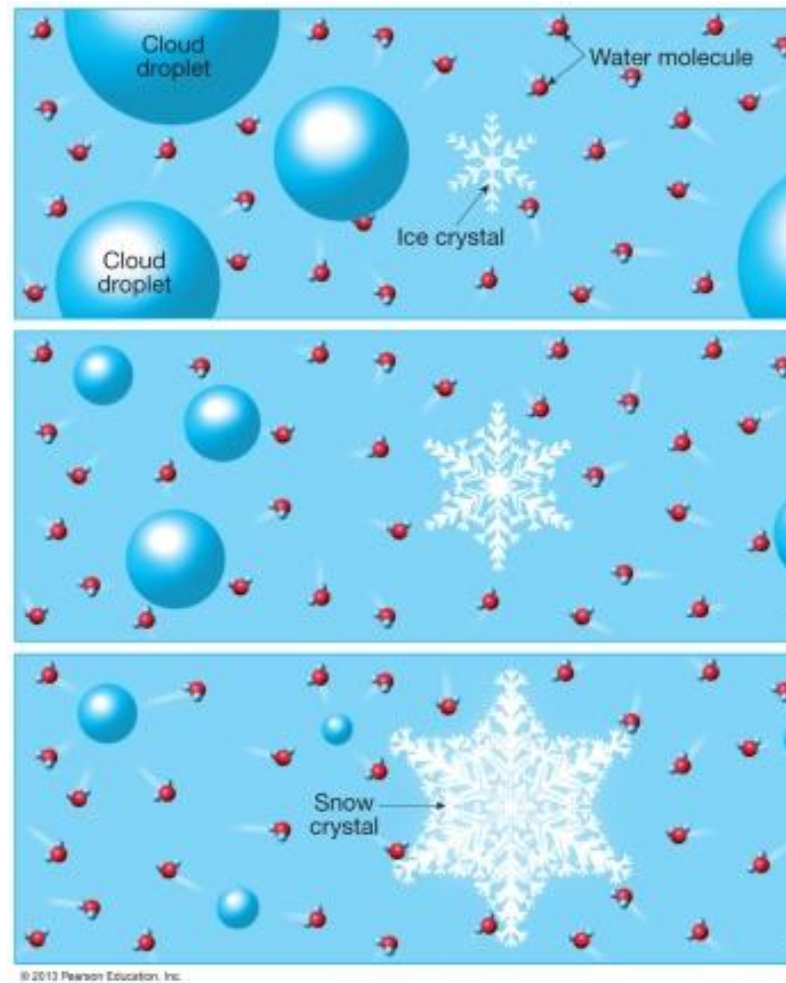 Cloud
droplet
Water molecule
Ice crystal
Cloud
droplet
Snow
crystal
© 2013 Pearson Education, Inc.